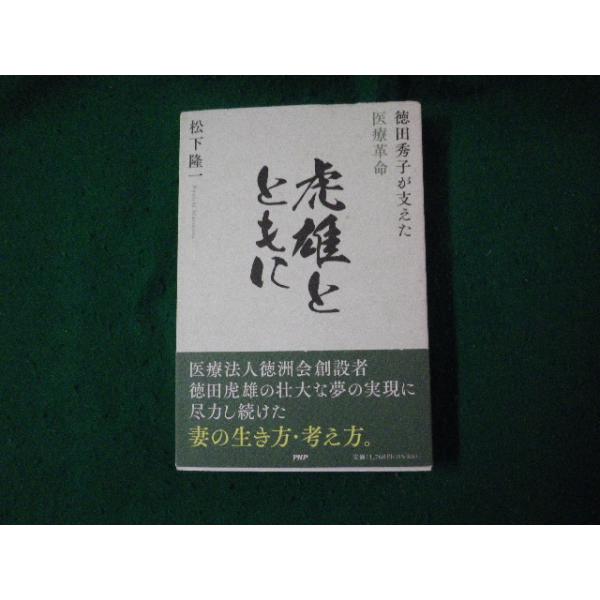 徳田秀子が支えた
医療革命
虎雄と
ともに
松下隆一
医療法人徳洲会創設者
徳田虎雄の壮大な夢の実現に
尽力し続けた
妻の生き方・考え方。
PHP